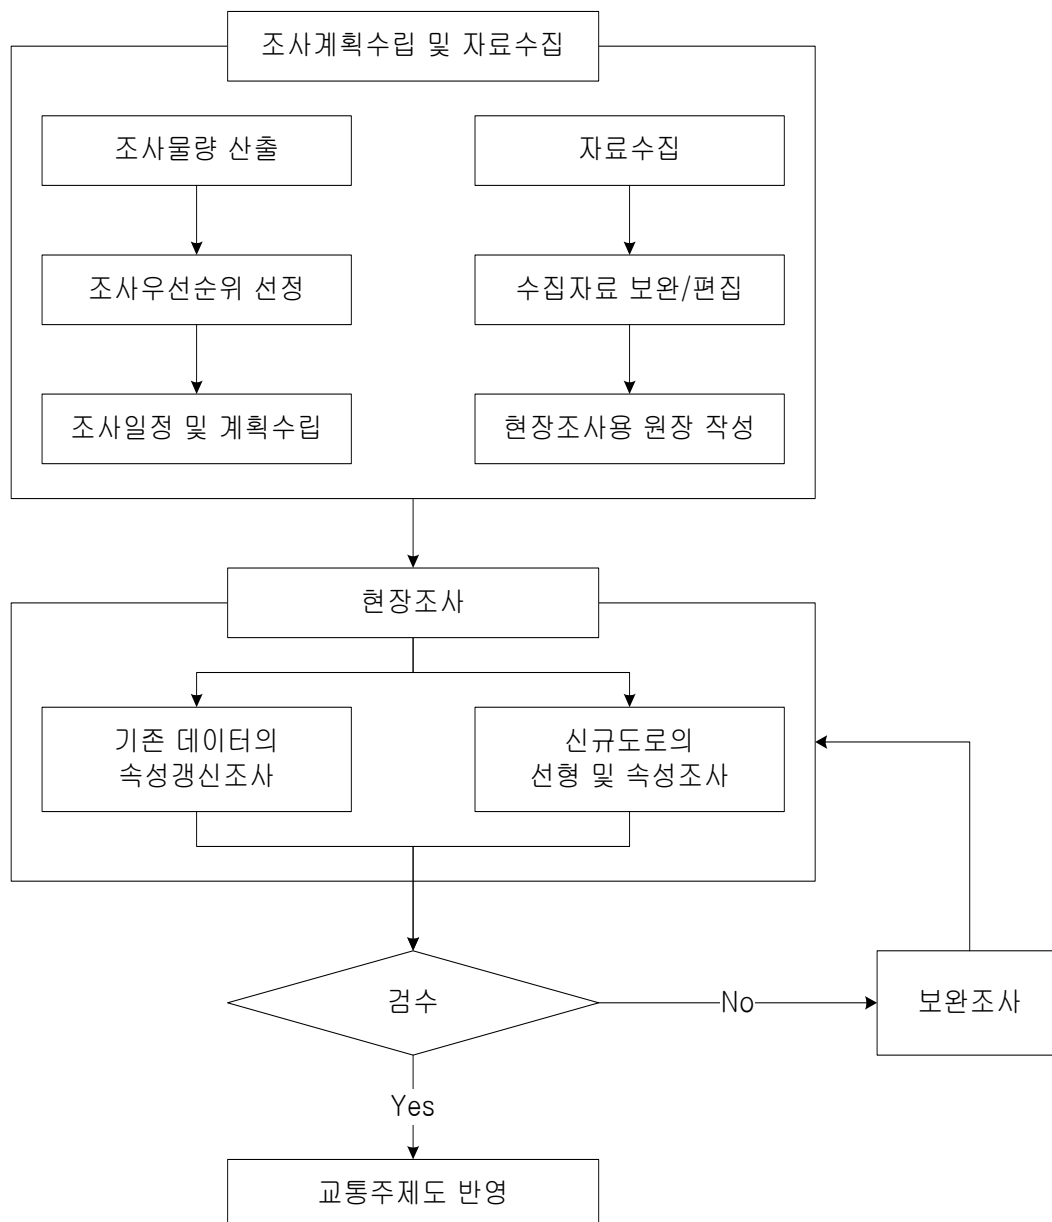 조사계획수립 및 자료수집
조사물량 산출
자료수집
조사우선순위 선정
수집자료 보완/편집
조사일정 및 계획수립
현장조사용 원장 작성
현장조사
기존 데이터의
속성갱신조사
신규도로의
선형 및 속성조사
검수
No
보완조사
Yes
교통주제도 반영